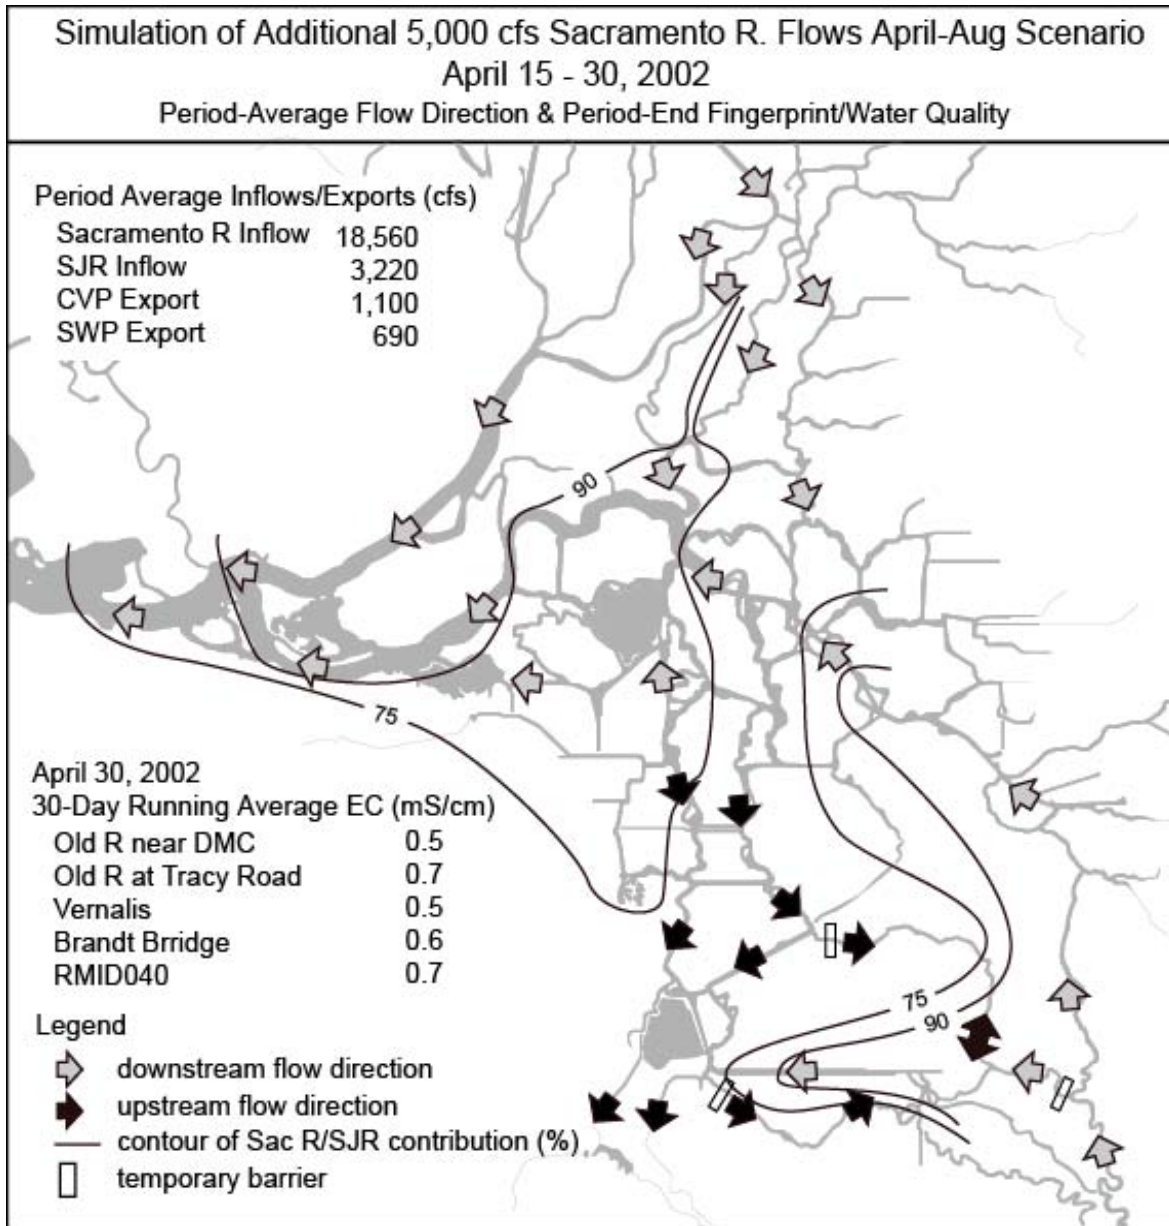 Simulation of Additional 5,000 cfs Sacramento R. Flows April-Aug Scenario
April 15 - 30, 2002
Period-Average Flow Direction & Period-End Fingerprint/Water Quality
Period Average Inflows/Exports (cfs)
Sacramento R Inflow 18,560
SJR Inflow 3,220
CVP Export 1,100
SWP Export 690
90
75
April 30, 2002
30-Day Running Average EC (mS/cm)
Old R near DMC 0.5
Old R at Tracy Road 0.7
Vernalis 0.5
Brandt Brridge 0.6
RMID040 0.7
75
90
Legend
downstream flow direction
upstream flow direction
contour of Sac R/SJR contribution (%)
temporary barrier